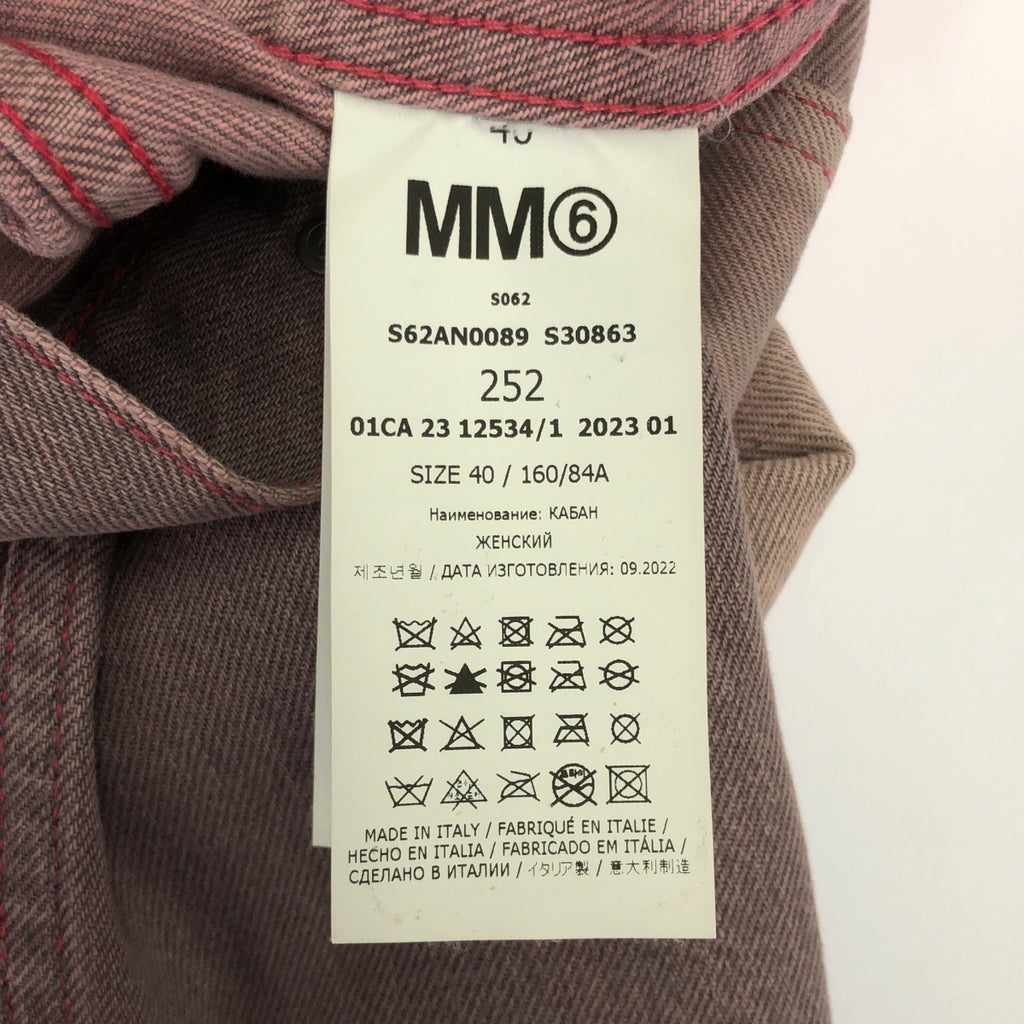 40
MM⑥
S062
S62AN0089 S30863
252
01CA 23 12534/1 2023 01
SIZE 40 / 160/84A
Наименование: КАБАН
ЖЕНСКИЙ
제조년월 / ДАТА ИЗГОТОВЛЕНИЯ: 09.2022
MADE IN ITALY / FABRIQUÉ EN ITALIE /
HECHO EN ITALIA / FABRICADO EM ITÁLIA /
СДЕЛАНО В ИТАЛИИ / イタリア製 / 意大利制造